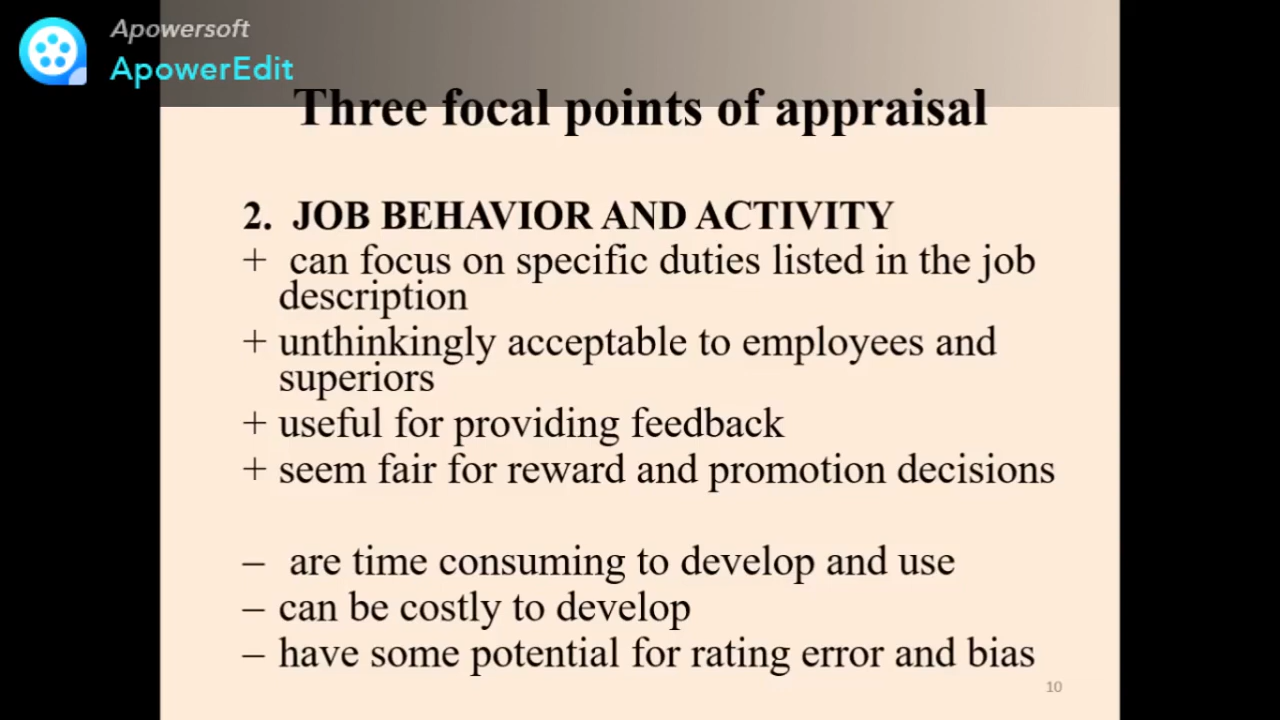 Apowersoft
ApowerEdit
Three focal points of appraisal
2. JOB BEHAVIOR AND ACTIVITY
+ can focus on specific duties listed in the job
description
+ unthinkingly acceptable to employees and
superiors
+ useful for providing feedback
+ seem fair for reward and promotion decisions
– are time consuming to develop and use
– can be costly to develop
– have some potential for rating error and bias
10